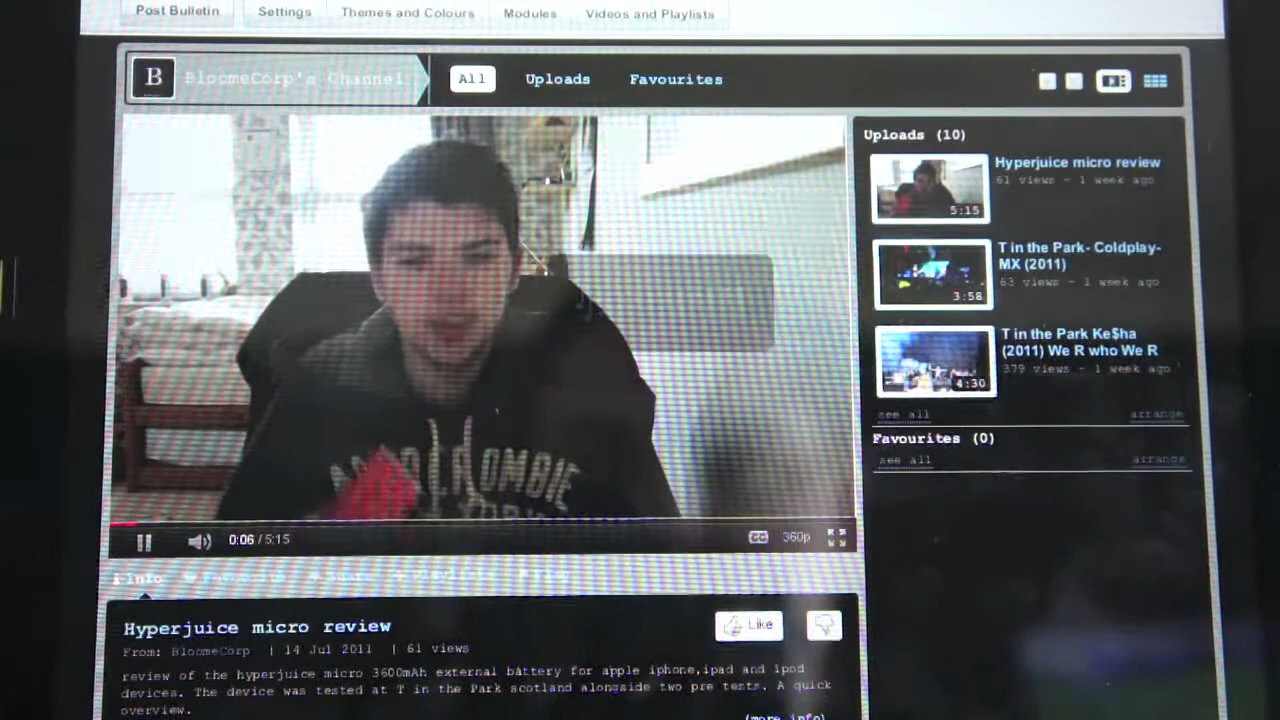 Post Bulletin Settings Themes and Colours Modules Videos and Playlists
B BloomeCorp's Channel All Uploads Favourites
Uploads (10)
Hyperjuice micro review
61 views - 1 week ago
5:15
T in the Park- Coldplay-
MX (2011)
63 views - 1 week ago
3:58
T in the Park Ke$ha
(2011) We R who We R
379 views - 1 week ago
4:30
see all arrange
Favourites (0)
see all arrange
0:06 / 5:15 CC 360p
Info
Hyperjuice micro review
Like
From: BloomeCorp | 14 Jul 2011 | 61 views
review of the hyperjuice micro 3600mAh external battery for apple iphone,ipad and ipod
devices. The device was tested at T in the Park scotland alongside two pre tests. A quick
overview.
(more info)